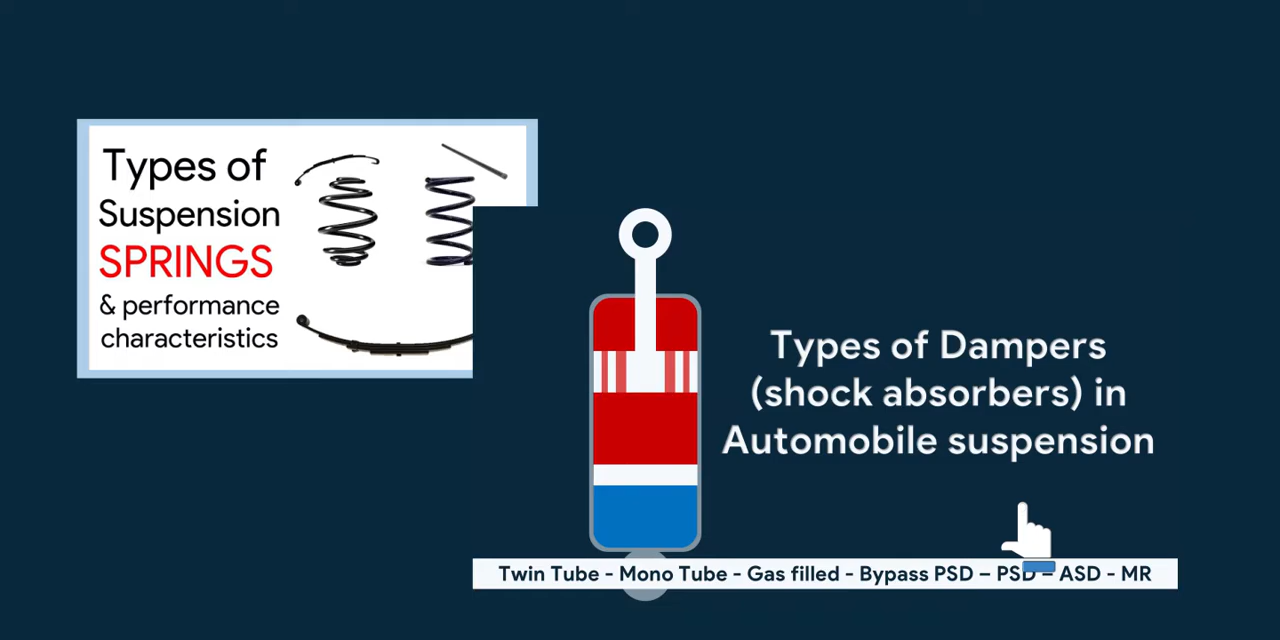 Types of
Suspension
SPRINGS
& performance
characteristics
Types of Dampers
(shock absorbers) in
Automobile suspension
Twin Tube - Mono Tube - Gas filled - Bypass PSD – PSD – ASD - MR